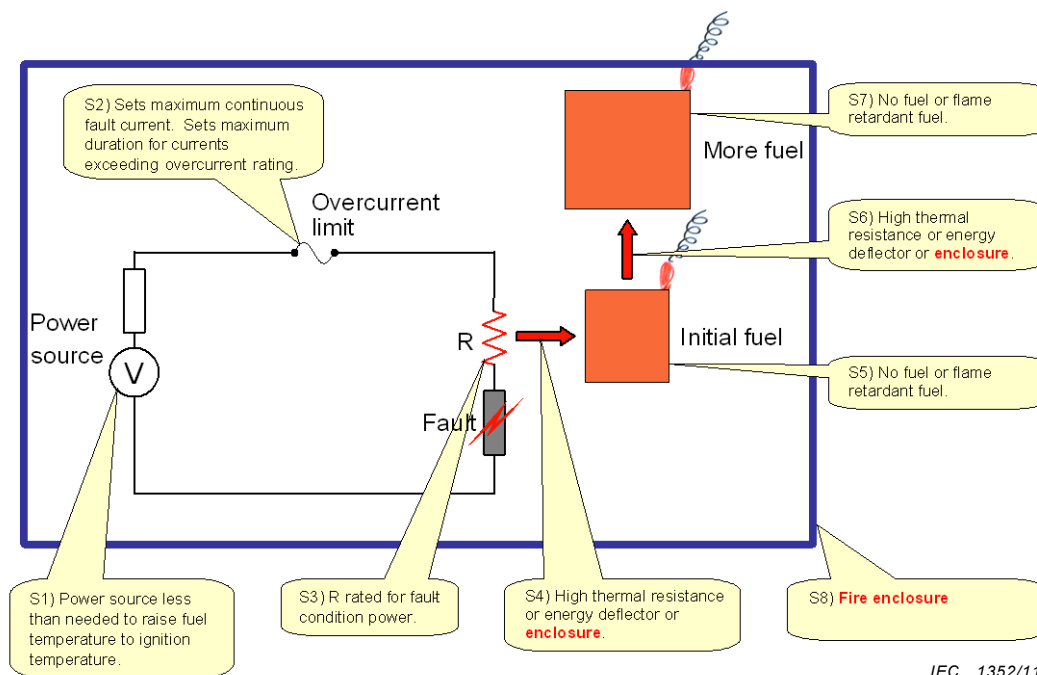 S2) Sets maximum continuous
fault current. Sets maximum
duration for currents
exceeding overcurrent rating.
S7) No fuel or flame
retardant fuel.
More fuel
Overcurrent
limit
S6) High thermal
resistance or energy
deflector or enclosure.
Power
source
V
R
Initial fuel
S5) No fuel or flame
retardant fuel.
Fault
S1) Power source less
than needed to raise fuel
temperature to ignition
temperature.
S3) R rated for fault
condition power.
S4) High thermal resistance
or energy deflector or
enclosure.
S8) Fire enclosure
IEC 1352/11